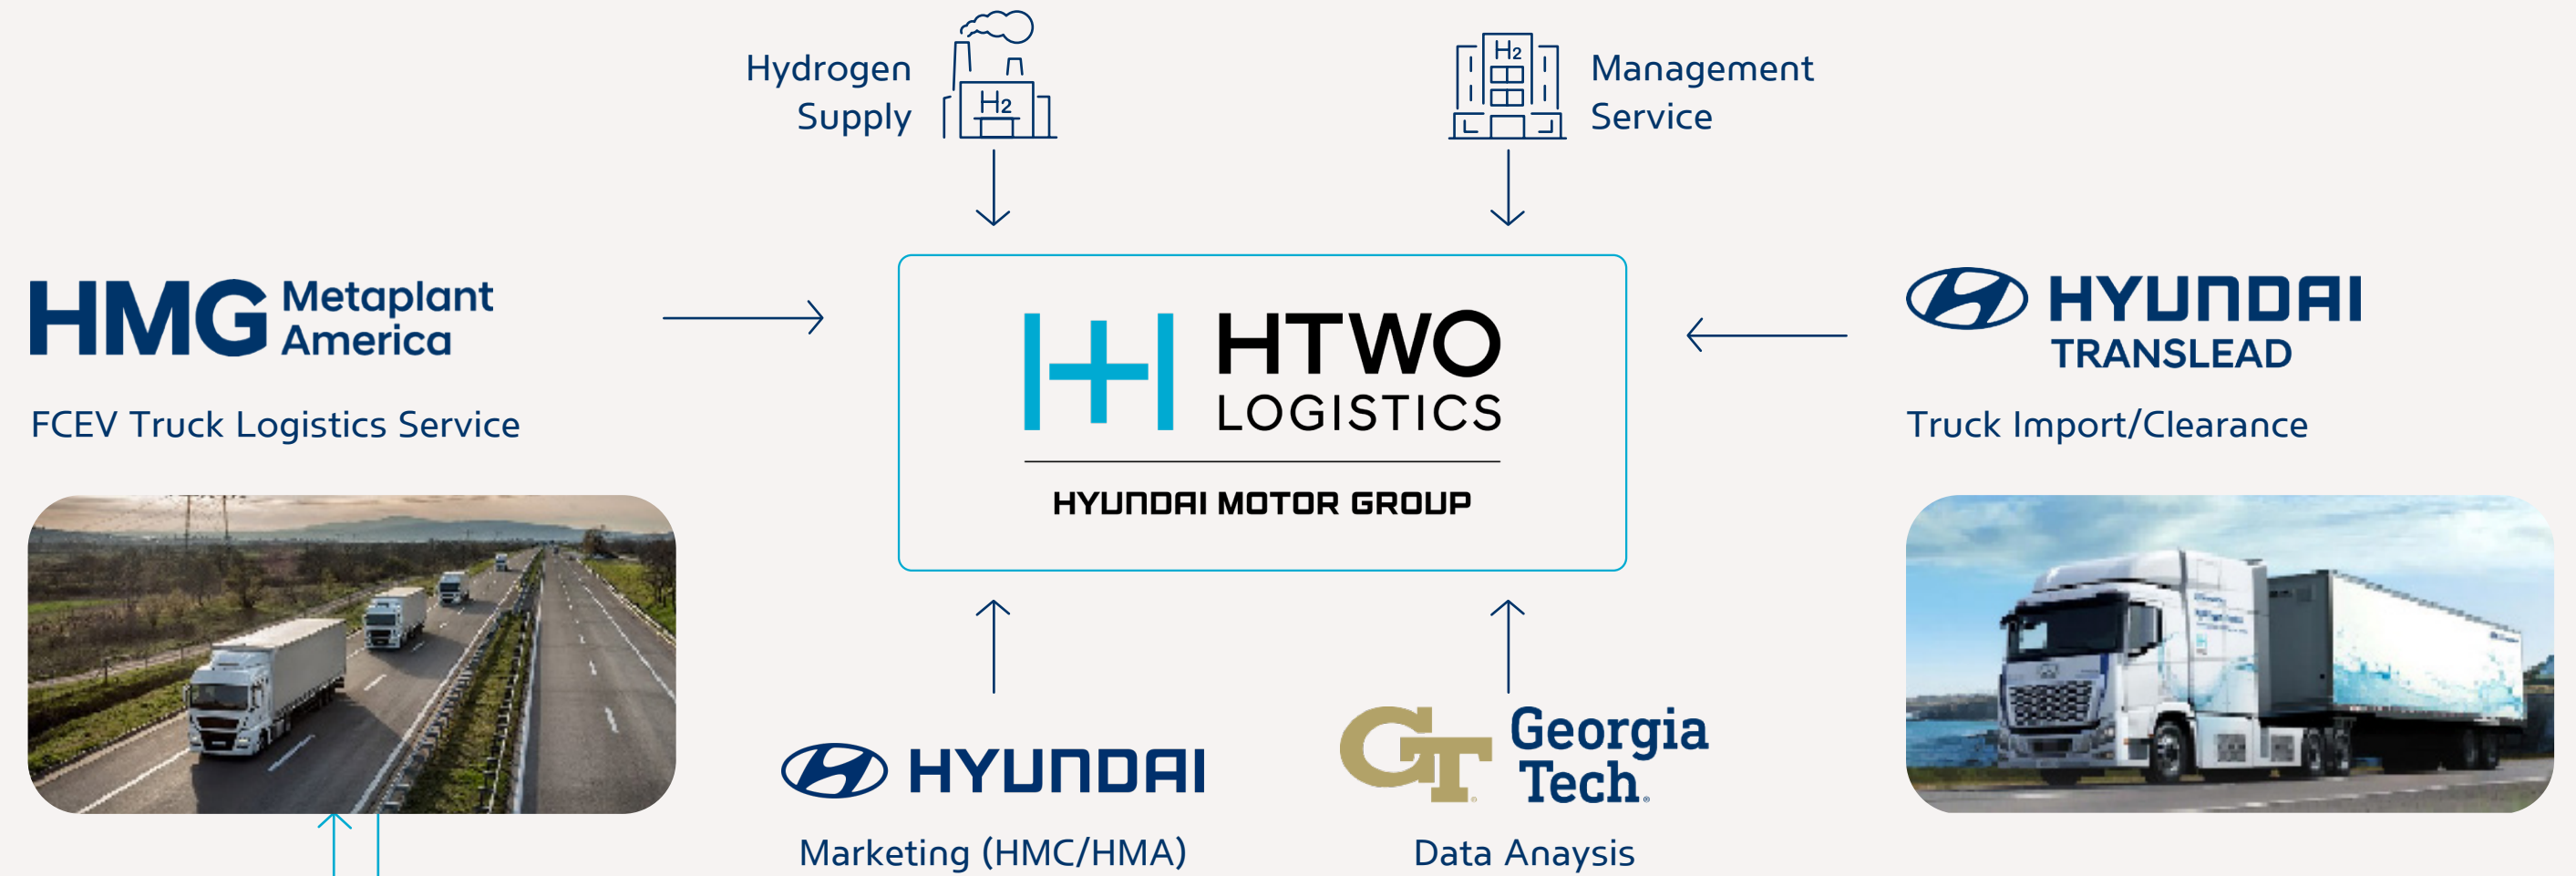 Hydrogen
Supply
H2
H2
Management
Service
HMG Metaplant
America
FCEV Truck Logistics Service
HTWO
LOGISTICS
HYUNDAI MOTOR GROUP
HYUNDAI
TRANSLEAD
Truck Import/Clearance
HYUNDAI
Marketing (HMC/HMA)
GT Georgia
Tech
Data Anaysis